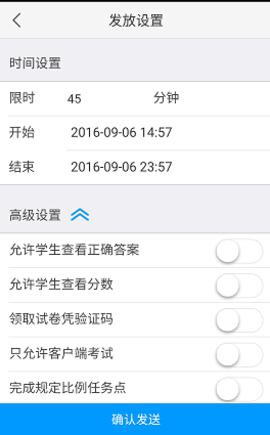 发放设置
时间设置
限时 45 分钟
开始 2016-09-06 14:57
结束 2016-09-06 23:57
高级设置
允许学生查看正确答案
允许学生查看分数
领取试卷凭验证码
只允许客户端考试
完成规定比例任务点
确认发送